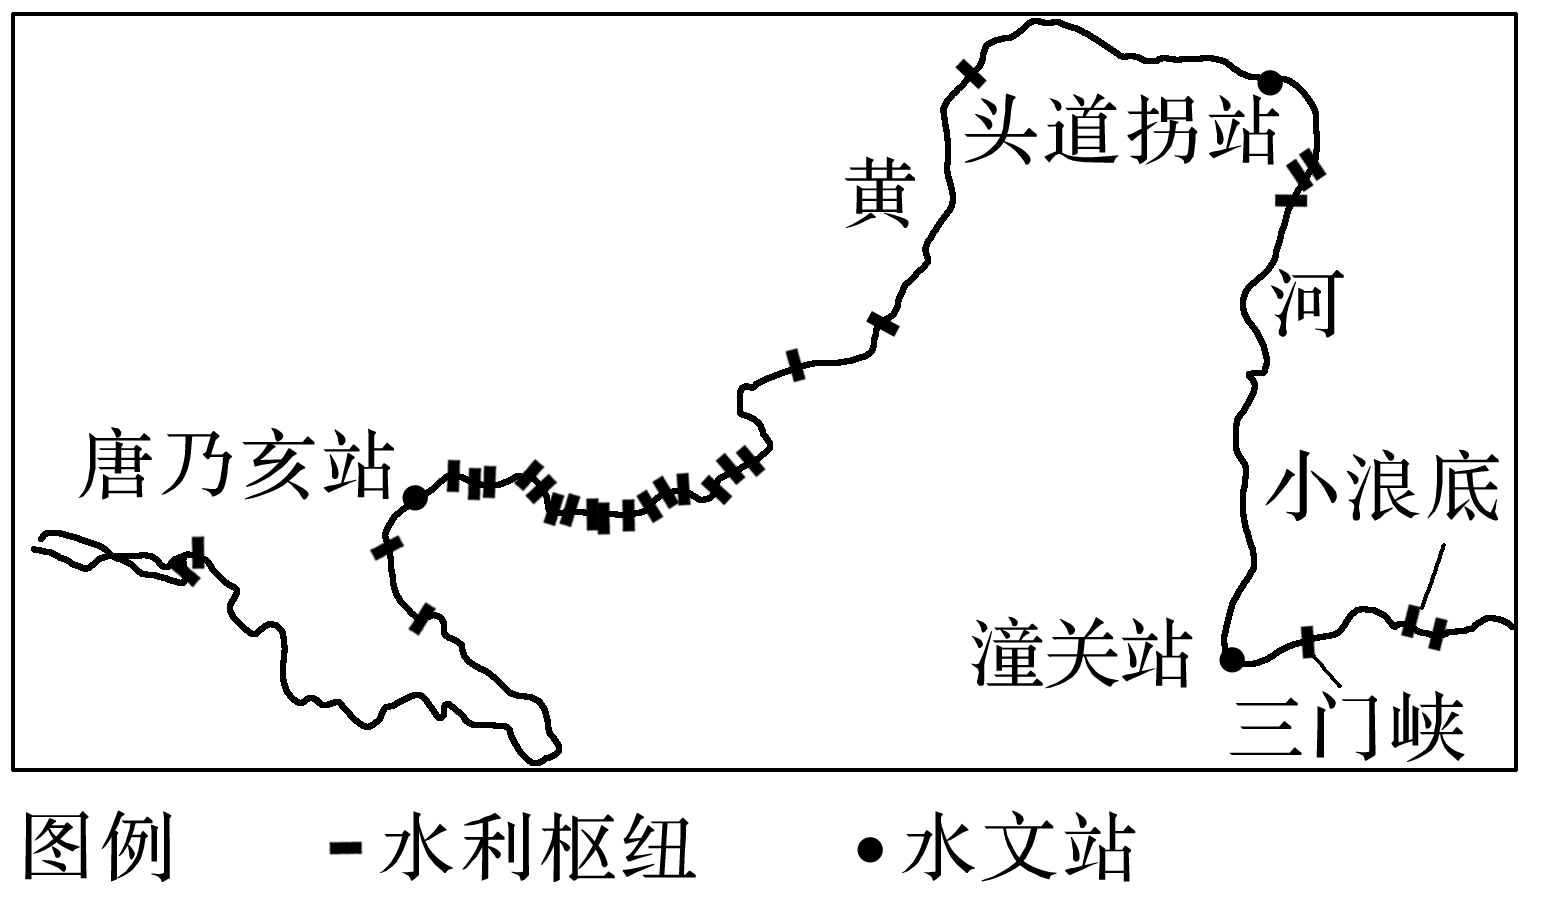 头道拐站
黄
河
唐乃亥站
小浪底
潼关站
三门峡
图例 水利枢纽 水文站